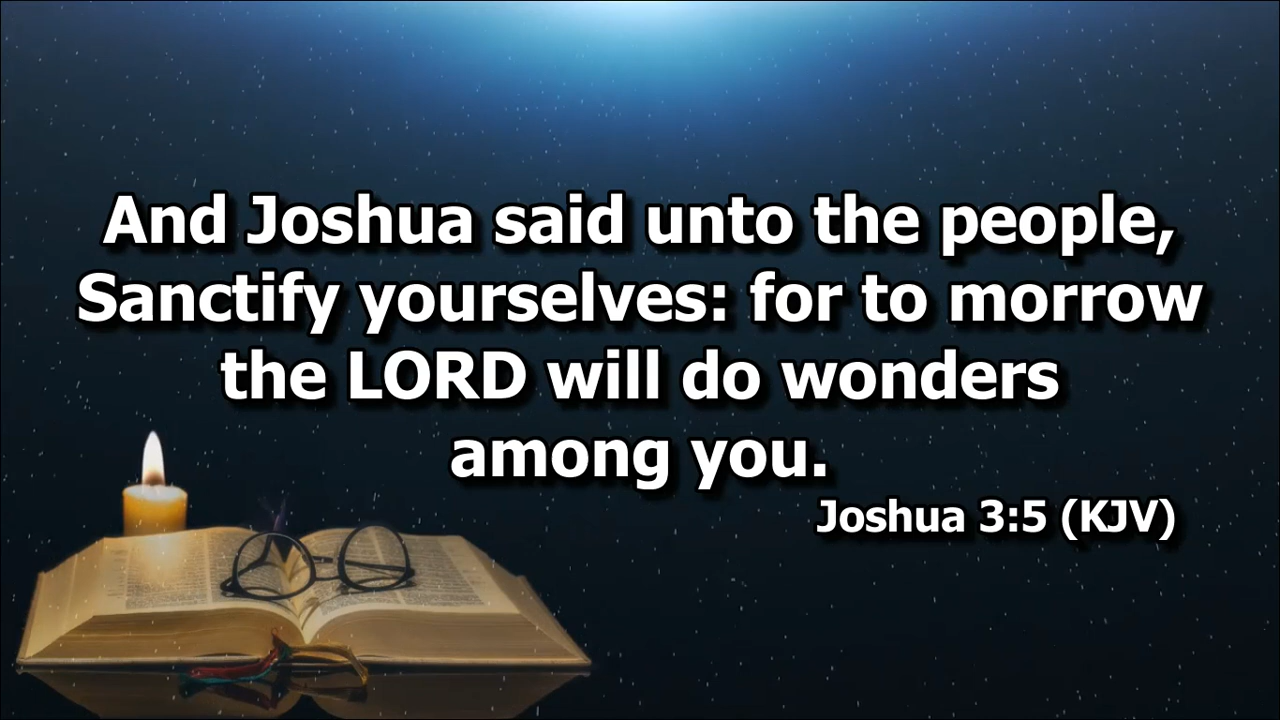 And Joshua said unto the people,
Sanctify yourselves: for to morrow
the LORD will do wonders
among you.
Joshua 3:5 (KJV)